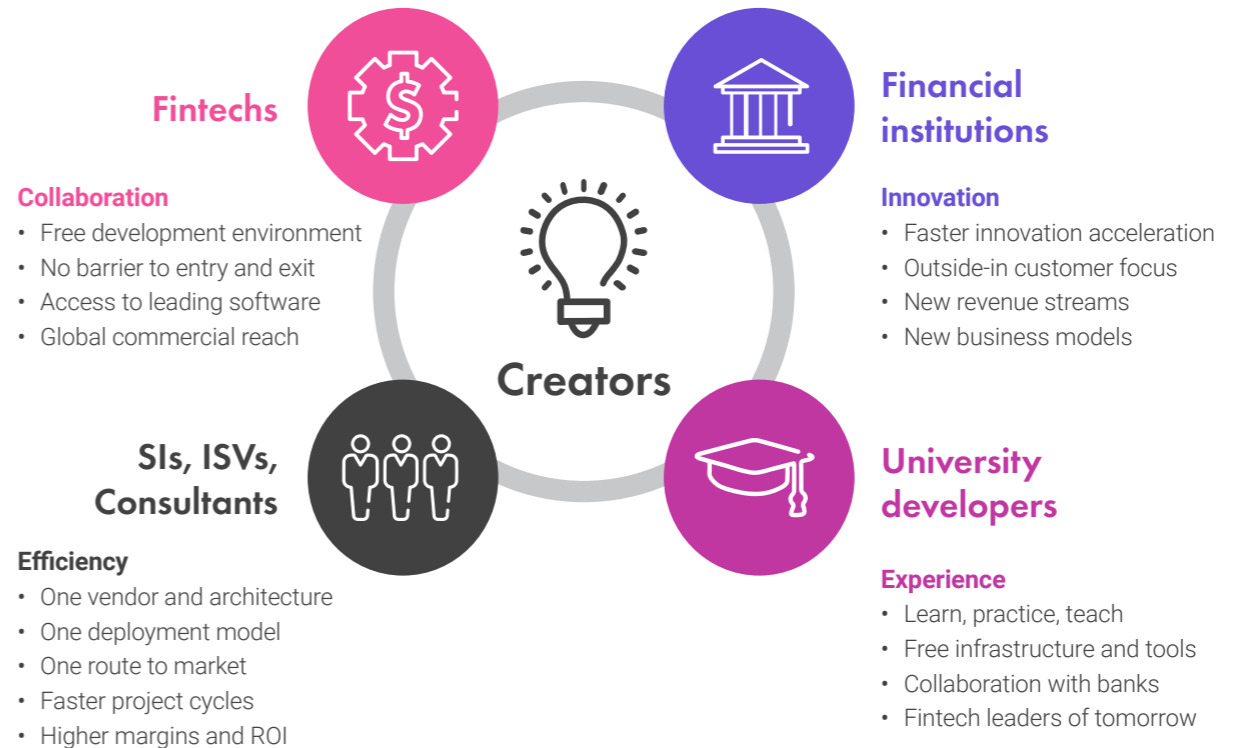 Fintechs
Collaboration
• Free development environment
• No barrier to entry and exit
• Access to leading software
• Global commercial reach
Financial
institutions
Innovation
• Faster innovation acceleration
• Outside-in customer focus
• New revenue streams
• New business models
Creators
SIs, ISVs,
Consultants
Efficiency
• One vendor and architecture
• One deployment model
• One route to market
• Faster project cycles
• Higher margins and ROI
University
developers
Experience
• Learn, practice, teach
• Free infrastructure and tools
• Collaboration with banks
• Fintech leaders of tomorrow